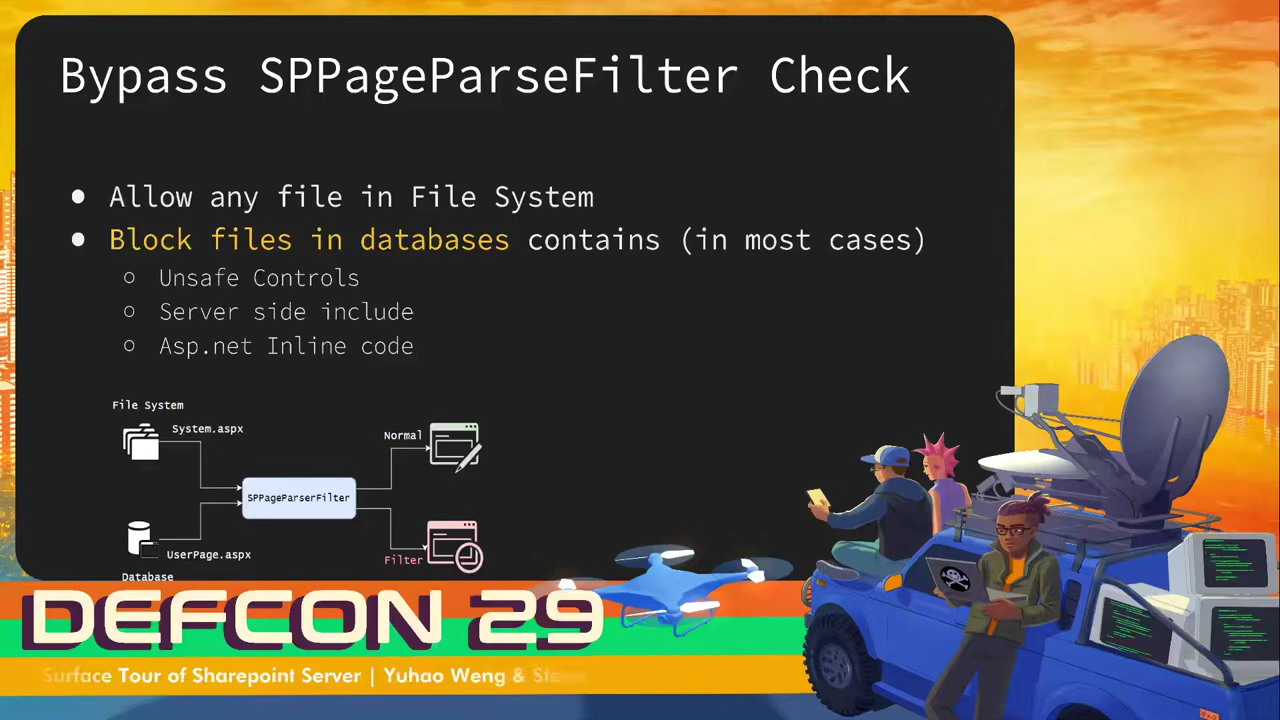 Bypass SPPageParseFilter Check
● Allow any file in File System
● Block files in databases contains (in most cases)
○ Unsafe Controls
○ Server side include
○ Asp.net Inline code
File System
System.aspx
Normal
SPPageParserFilter
UserPage.aspx
Filter
Database
DEFCON 29
Surface Tour of Sharepoint Server | Yuhao Weng &